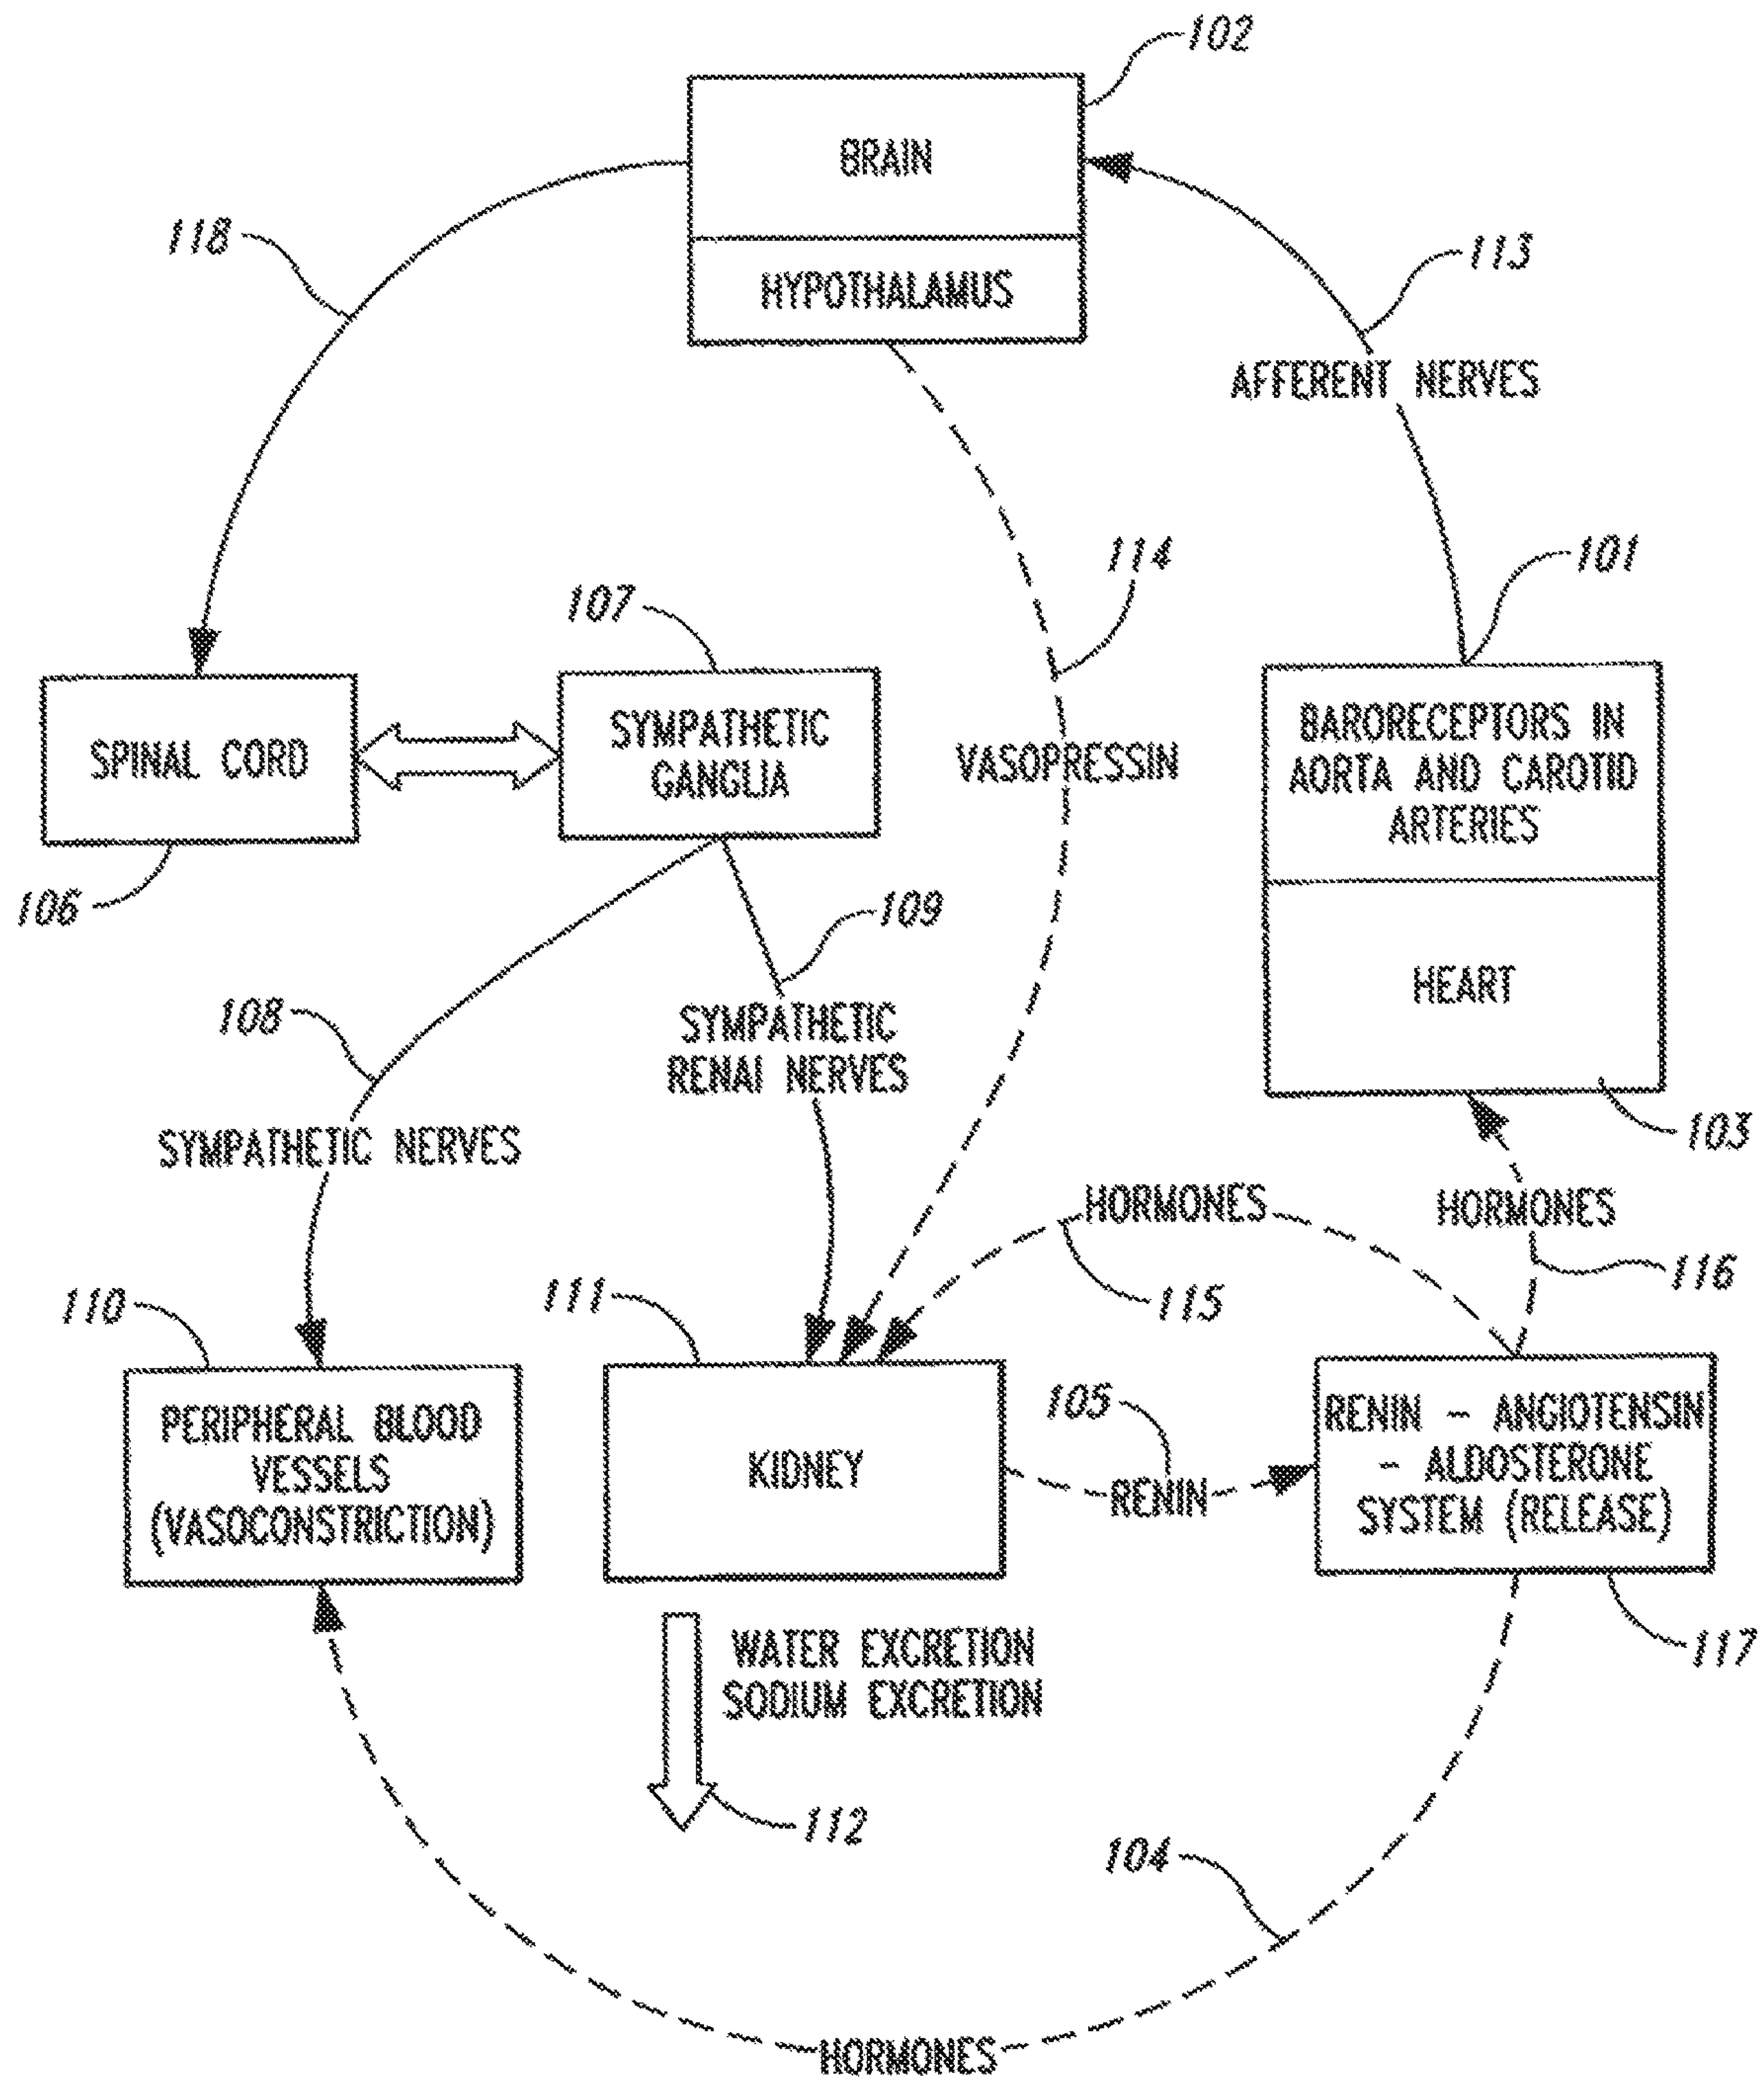 102
BRAIN
HYPOTHALAMUS
118
113
AFFERENT NERVES
114
101
107
SPINAL CORD
SYMPATHETIC
GANGLIA
VASOPRESSIN
BARORECEPTORS IN
AORTA AND CAROTID
ARTERIES
106
109
HEART
108
SYMPATHETIC
RENAI NERVES
SYMPATHETIC NERVES
103
HORMONES
HORMONES
110
111
115
116
PERIPHERAL BLOOD
VESSELS
(VASOCONSTRICTION)
KIDNEY
105
RENIN
RENIN - ANGIOTENSIN
- ALDOSTERONE
SYSTEM (RELEASE)
WATER EXCRETION
SODIUM EXCRETION
117
112
104
HORMONES